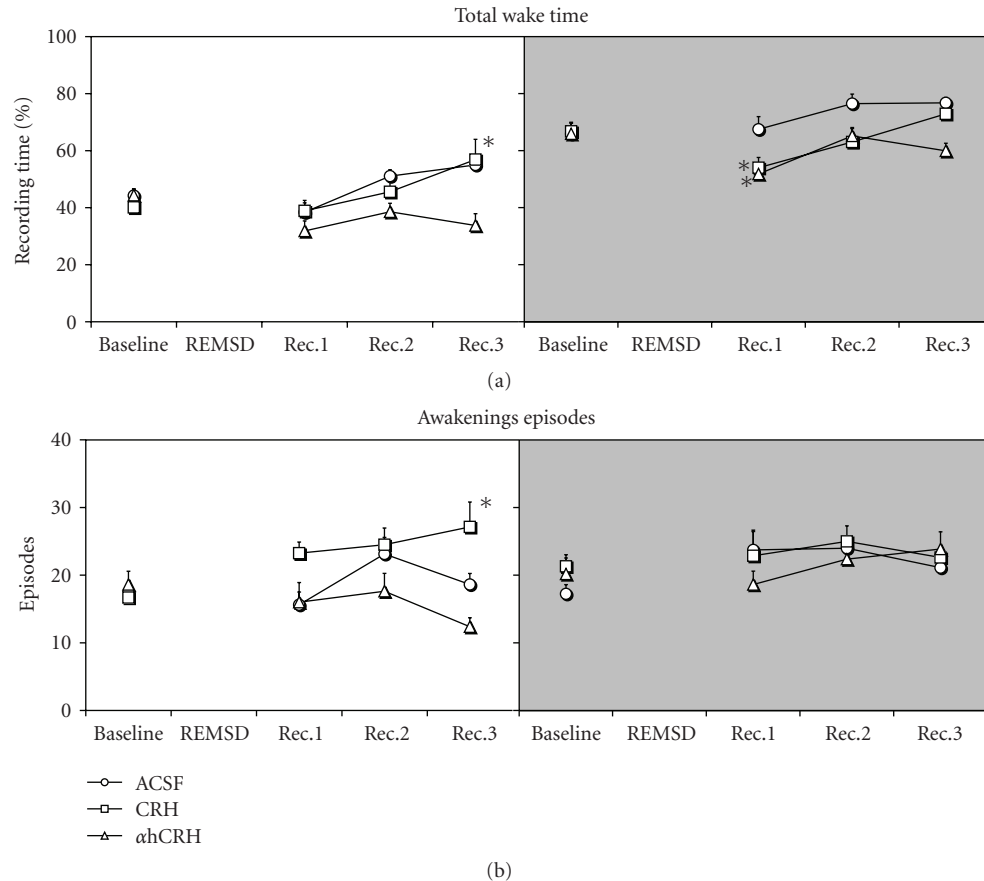 Total wake time
100
80
60
40
20
0
Recording time (%)
*
*
*
Baseline REMSD Rec.1 Rec.2 Rec.3 Baseline REMSD Rec.1 Rec.2 Rec.3
(a)
Awakenings episodes
40
30
20
10
0
Episodes
*
Baseline REMSD Rec.1 Rec.2 Rec.3 Baseline REMSD Rec.1 Rec.2 Rec.3
ACSF
CRH
αhCRH
(b)